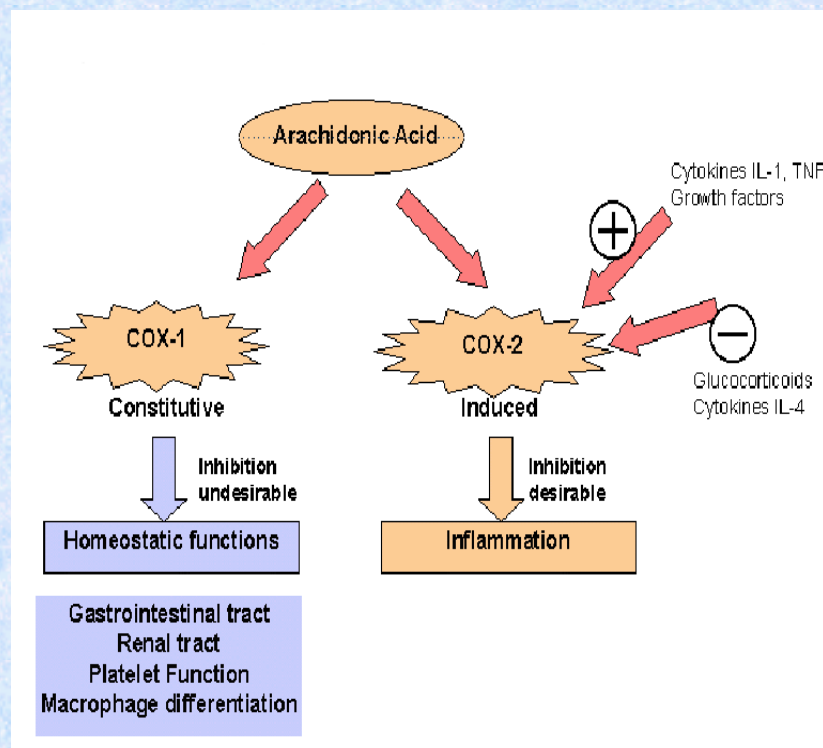 Arachidonic Acid
Cytokines IL-1, TNF
Growth factors
+
−
COX-1
COX-2
Glucocorticoids
Cytokines IL-4
Constitutive
Induced
Inhibition
undesirable
Inhibition
desirable
Homeostatic functions
Inflammation
Gastrointestinal tract
Renal tract
Platelet Function
Macrophage differentiation